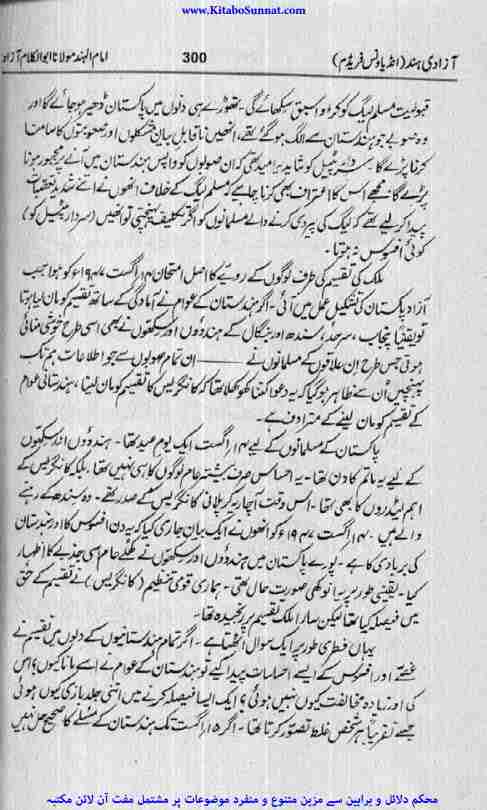 www.KitaboSunnat.com
آزادی ہند (انڈیا ونس فریڈم) 300 امام الہند مولانا ابوالکلام آزاد
قبولیت مسلم لیگ کو کڑوا سبق سکھائے گی۔ تھوڑے ہی دنوں میں پاکستان ڈھیر ہو جائے گا اور
وہ صوبے جو ہندستان سے الگ ہو گئے تھے، انھیں ناقابل بیان مشکلوں اور صعوبتوں کا سامنا
کرنا پڑے گا۔ مسٹر پٹیل کو شاید یہ امید تھی کہ ان صوبوں کو واپس ہندستان میں آنے پر مجبور ہونا
پڑے گا۔ مجھے اس کا اعتراف بھی کرنا چاہیے کہ مسلم لیگ کے خلاف انھوں نے اتنے شدید تعصبات
پیدا کر لیے تھے کہ لیگ کی پیروی کرنے والے مسلمانوں کو اگر تکلیف پہنچتی تو انھیں (سردار پٹیل کو)
کوئی افسوس نہ ہوتا۔
ملک کی تقسیم کی طرف لوگوں کے رویے کا اصل امتحان ۱۴ اگست ۱۹۴۷ء کو ہوا جب
آزاد پاکستان کی تشکیل عمل میں آئی۔ اگر ہندستان کے عوام نے آمادگی کے ساتھ تقسیم کو مان لیا ہوتا
تو یقیناً پنجاب، سرحد، سندھ اور بنگال کے ہندوؤں اور سکھوں نے بھی اسی طرح خوشی منائی
ہوتی جس طرح ان علاقوں کے مسلمانوں نے —— ان تمام صوبوں سے جو اطلاعات ہم تک
پہنچیں اُن سے ظاہر ہو گیا کہ یہ دعوا کتنا کھوکھلا تھا کہ کانگریس کا تقسیم کو مان لینا، ہندستانی عوام
کے تقسیم کو مان لینے کے مترادف ہے۔
پاکستان کے مسلمانوں کے لیے ۱۴ اگست ایک یوم عید تھا۔ ہندوؤں اور سکھوں
کے لیے یہ ماتم کا دن تھا۔ یہ احساس صرف بیشتر عام لوگوں کا ہی نہیں تھا، بلکہ کانگریس کے
اہم لیڈروں کا بھی تھا۔ اس وقت آچاریہ کرپلانی کانگریس کے صدر تھے۔ وہ سندھ کے رہنے
والے ہیں۔ ۱۴ اگست ۱۹۴۷ء کو انھوں نے ایک بیان جاری کیا کہ یہ دن افسوس کا اور ہندستان
کی بربادی کا ہے۔ پورے پاکستان میں ہندوؤں اور سکھوں نے کھلے عام اسی جذبے کا اظہار
کیا۔ یقینی طور پر یہ انوکھی صورت حال تھی۔ ہماری قومی تنظیم (کانگریس) نے تقسیم کے حق
میں فیصلہ کیا تھا لیکن سارا ملک تقسیم پر رنجیدہ تھا۔
یہاں فطری طور پر ایک سوال اٹھتا ہے۔ اگر تمام ہندستانیوں کے دلوں میں تقسیم نے
غصّے اور افسوس کے ایسے احساسات پیدا کیے تو ہندستان کے عوام نے اسے مانا کیوں؟ اس
کی اور زیادہ مخالفت کیوں نہیں ہوئی؟ ایک ایسا فیصلہ کرنے میں اتنی جلد بازی کیوں ہوئی
جسے تقریباً ہر شخص غلط تصوّر کرتا تھا۔ اگر ۱۵ اگست تک ہندستان کے مسئلے کا صحیح حل نہیں
محکم دلائل و براہین سے مزین متنوع و منفرد موضوعات پر مشتمل مفت آن لائن مکتبہ